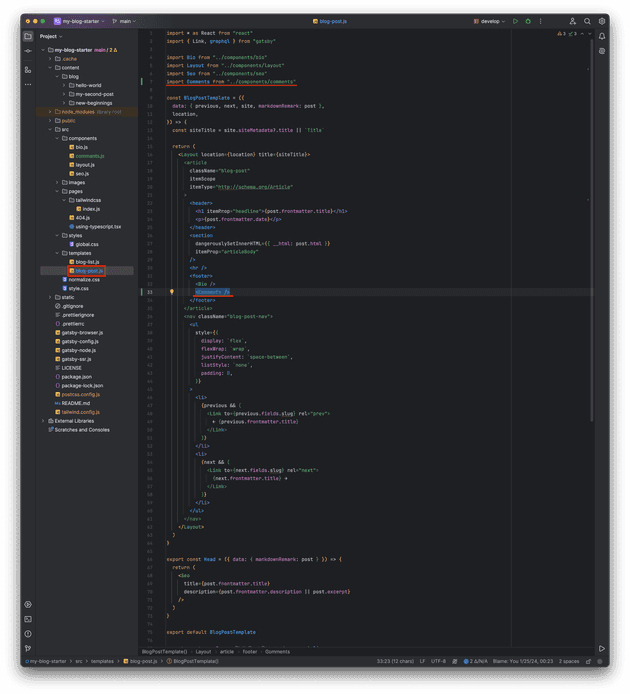 my-blog-starter
main
blog-post.js
develop
Project
my-blog-starter main / 2 Δ
.cache
content
blog
hello-world
my-second-post
new-beginnings
node_modules library root
public
src
components
bio.js
comments.js
layout.js
seo.js
images
pages
tailwindcss
index.js
404.js
using-typescript.tsx
styles
global.css
templates
blog-list.js
blog-post.js
normalize.css
style.css
static
.gitignore
.prettierignore
.prettierrc
gatsby-browser.js
gatsby-config.js
gatsby-node.js
gatsby-ssr.js
LICENSE
package.json
package-lock.json
postcss.config.js
README.md
tailwind.config.js
External Libraries
Scratches and Consoles
import * as React from "react"
import { Link, graphql } from "gatsby"
import Bio from "../components/bio"
import Layout from "../components/layout"
import Seo from "../components/seo"
import Comments from "../components/comments"
const BlogPostTemplate = ({
data: { previous, next, site, markdownRemark: post },
location,
}) => {
const siteTitle = site.siteMetadata?.title || `Title`
return (
<Layout location={location} title={siteTitle}>
<article
className="blog-post"
itemScope
itemType="http://schema.org/Article"
>
<header>
<h1 itemProp="headline">{post.frontmatter.title}</h1>
<p>{post.frontmatter.date}</p>
</header>
<section
dangerouslySetInnerHTML={{ __html: post.html }}
itemProp="articleBody"
/>
<hr />
<footer>
<Bio />
<Comments />
</footer>
</article>
<nav className="blog-post-nav">
<ul
style={{
display: `flex`,
flexWrap: `wrap`,
justifyContent: `space-between`,
listStyle: `none`,
padding: 0,
}}
>
<li>
{previous && (
<Link to={previous.fields.slug} rel="prev">
← {previous.frontmatter.title}
</Link>
)}
</li>
<li>
{next && (
<Link to={next.fields.slug} rel="next">
{next.frontmatter.title} →
</Link>
)}
</li>
</ul>
</nav>
</Layout>
)
}
export const Head = ({ data: { markdownRemark: post } }) => {
return (
<Seo
title={post.frontmatter.title}
description={post.frontmatter.description || post.excerpt}
/>
)
}
export default BlogPostTemplate
BlogPostTemplate() Layout article footer Comments
my-blog-starter src templates blog-post.js BlogPostTemplate()
33:23 (12 chars) LF UTF-8 2 Δ/N/A Blame: You 1/25/24, 00:23 2 spaces